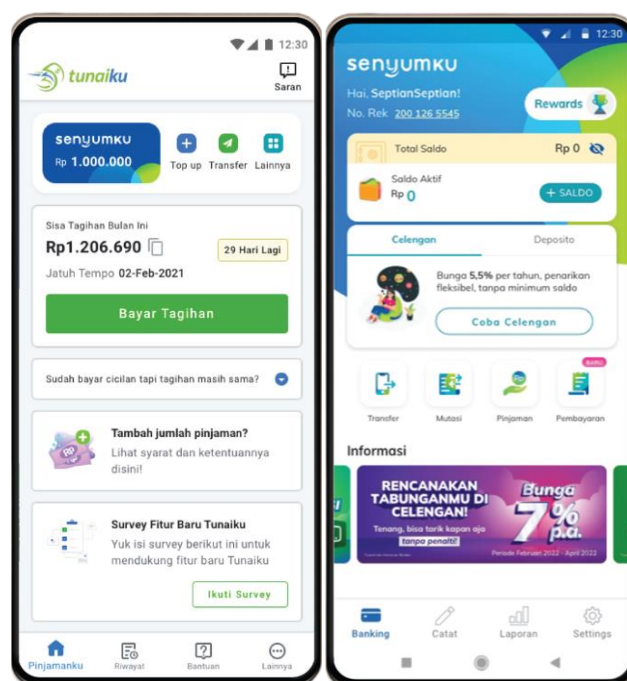 12:30
tunaiku
Saran
senyumku
Rp 1.000.000
Top up
Transfer
Lainnya
Sisa Tagihan Bulan Ini
Rp1.206.690
29 Hari Lagi
Jatuh Tempo 02-Feb-2021
Bayar Tagihan
Sudah bayar cicilan tapi tagihan masih sama?
Tambah jumlah pinjaman?
Lihat syarat dan ketentuannya
disini!
Survey Fitur Baru Tunaiku
Yuk isi survey berikut ini untuk
mendukung fitur baru Tunaiku
Ikuti Survey
Pinjamanku
Riwayat
Bantuan
Lainnya
12:30
senyumku
Hai, SeptianSeptian!
No. Rek 200 126 5545
Rewards
Total Saldo
Rp 0
Saldo Aktif
Rp 0
+ SALDO
Celengan
Deposito
Bunga 5,5% per tahun, penarikan
fleksibel, tanpa minimum saldo
Coba Celengan
BARU
Transfer
Mutasi
Pinjaman
Pembayaran
Informasi
RENCANAKAN
TABUNGANMU DI
CELENGAN!
Tenang, bisa tarik kapan aja
tanpa penalti!
Bunga
7%
p.a.
Periode Februari 2022 - April 2022
Banking
Catat
Laporan
Settings